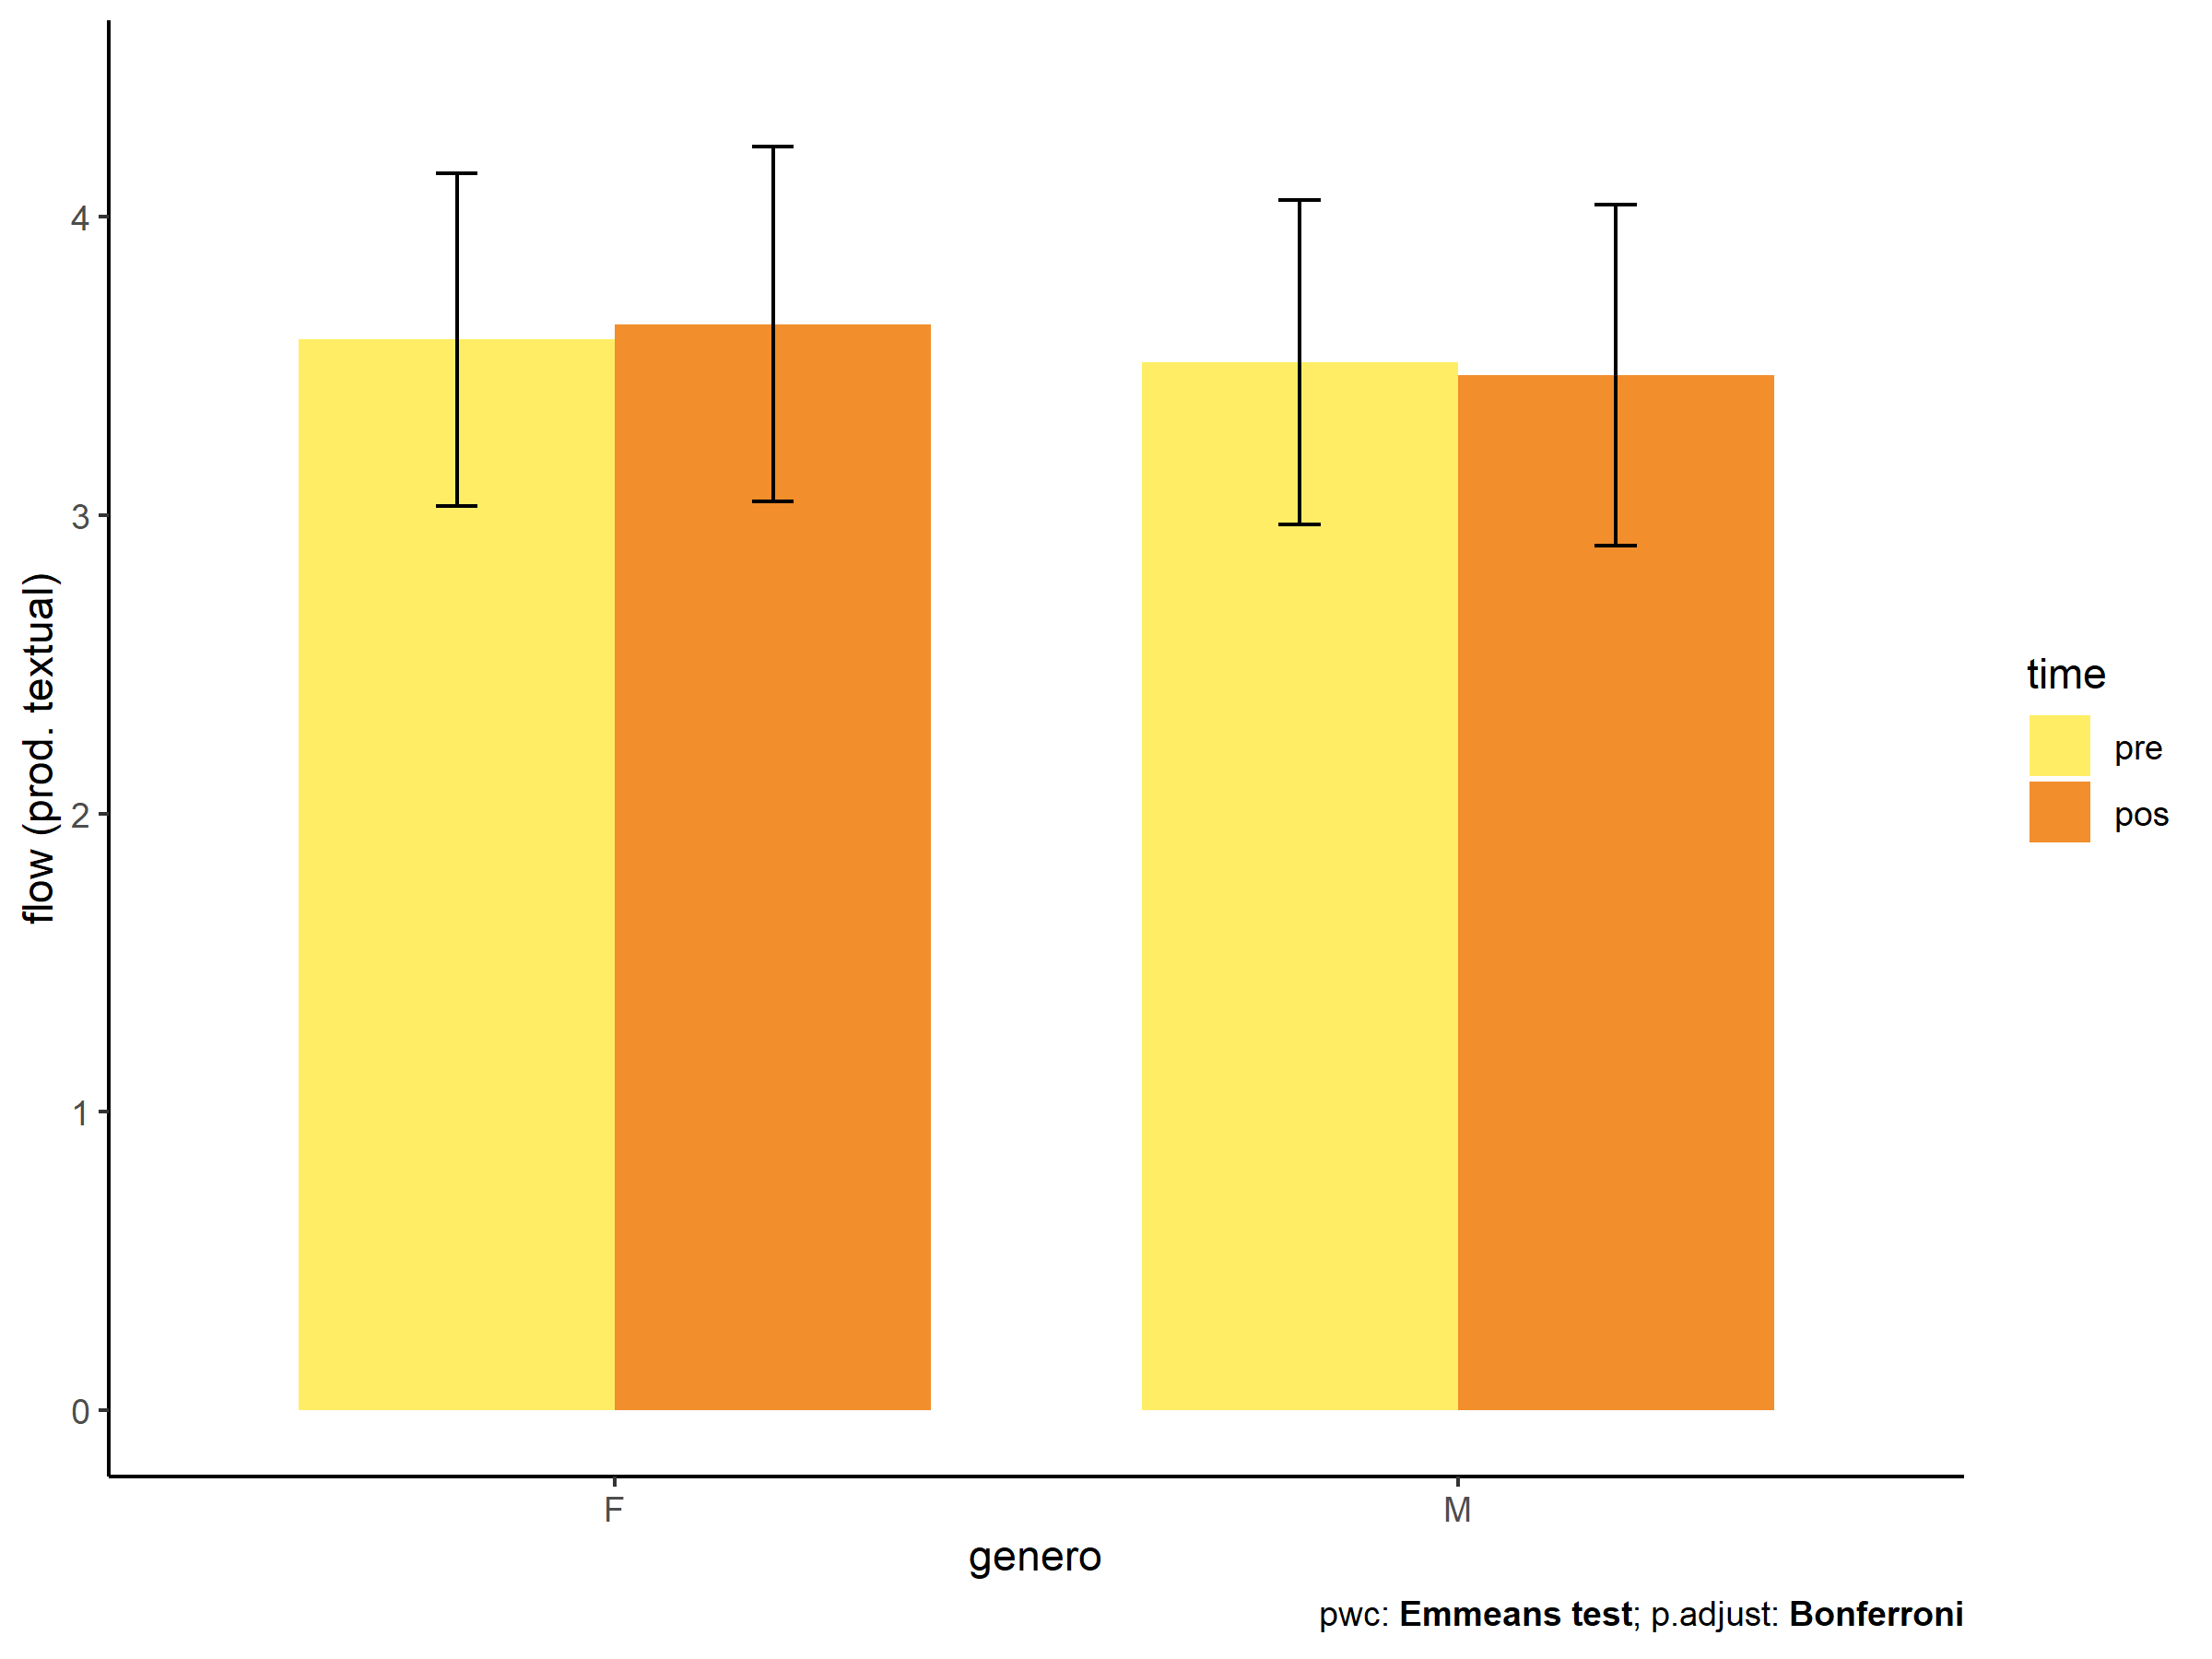 flow (prod. textual)
4
3
2
1
0
F
M
genero
time
pre
pos
pwc: Emmeans test; p.adjust: Bonferroni